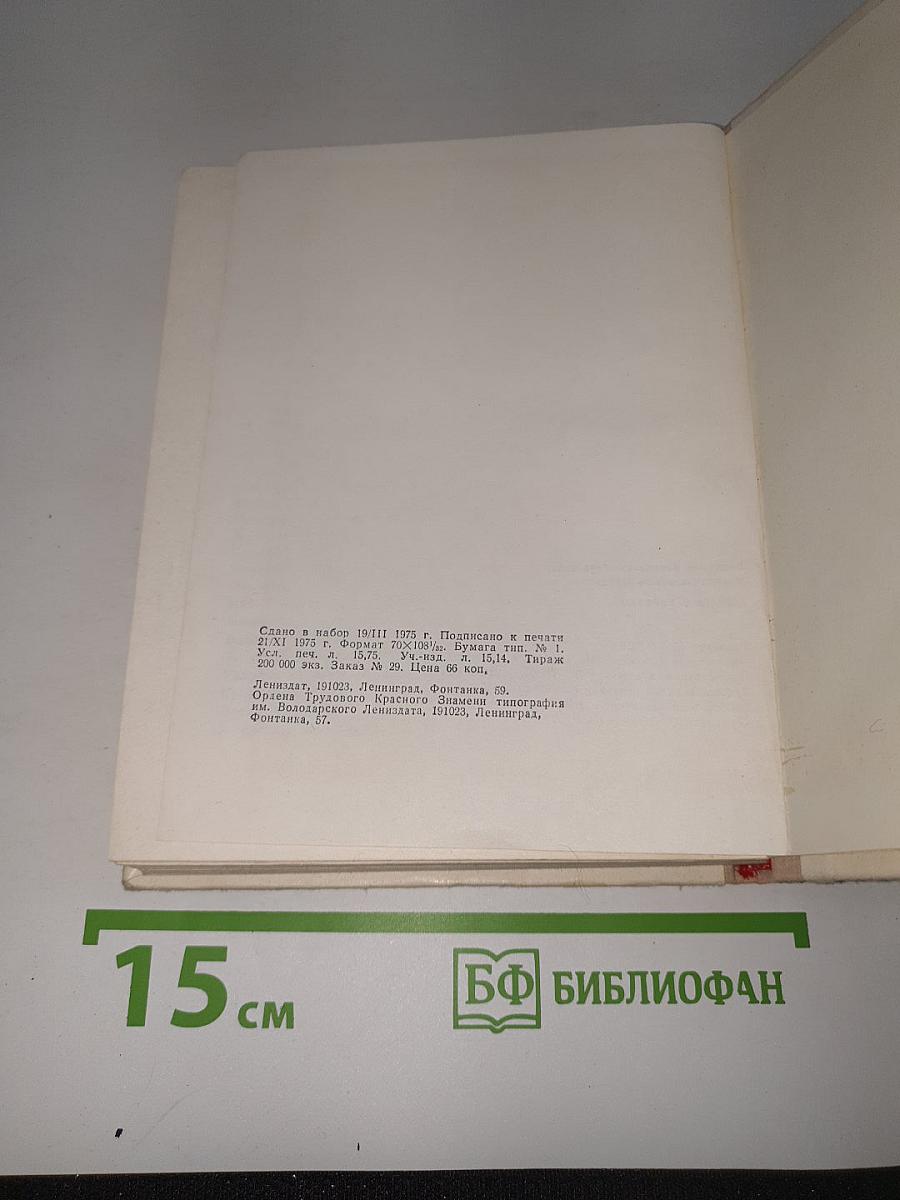 Сдано в набор 19/III 1975 г. Подписано к печати
21/XI 1975 г. Формат 70×108¹/₃₂. Бумага тип. № 1.
Усл. печ. л. 15,75. Уч.-изд. л. 15,14. Тираж
200 000 экз. Заказ № 29. Цена 66 коп.
Лениздат, 191023, Ленинград, Фонтанка, 59.
Ордена Трудового Красного Знамени типография
им. Володарского Лениздата, 191023, Ленинград,
Фонтанка, 57.
15 см
БФ БИБЛИОФАН